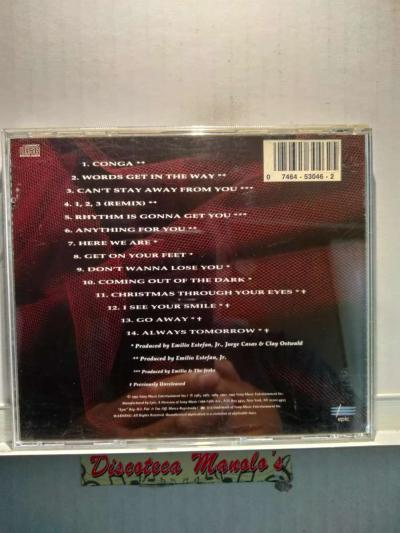 COMPACT disc DIGITAL AUDIO
1. CONGA **
2. WORDS GET IN THE WAY **
3. CAN'T STAY AWAY FROM YOU ***
4. 1, 2, 3 (REMIX) **
5. RHYTHM IS GONNA GET YOU ***
6. ANYTHING FOR YOU **
7. HERE WE ARE *
8. GET ON YOUR FEET *
9. DON'T WANNA LOSE YOU *
10. COMING OUT OF THE DARK *
11. CHRISTMAS THROUGH YOUR EYES * †
12. I SEE YOUR SMILE * †
13. GO AWAY * †
14. ALWAYS TOMORROW * †
* Produced by Emilio Estefan, Jr., Jorge Casas & Clay Ostwald
** Produced by Emilio Estefan, Jr.
*** Produced by Emilio & The Jerks
† Previously Unreleased
0 7464-53046-2
epic
Discoteca Manolo's